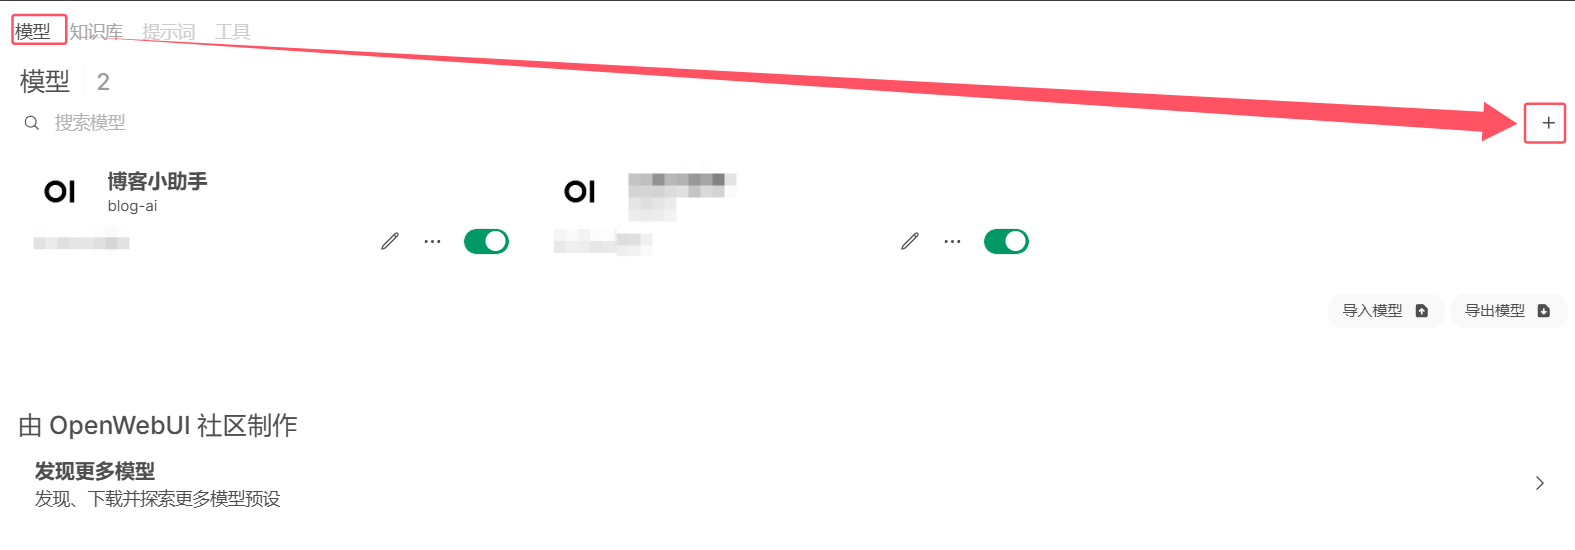 模型 知识库 提示词 工具
模型 2
搜索模型
OI 博客小助手
blog-ai
OI
导入模型 导出模型
由 OpenWebUI 社区制作
发现更多模型
发现、下载并探索更多模型预设